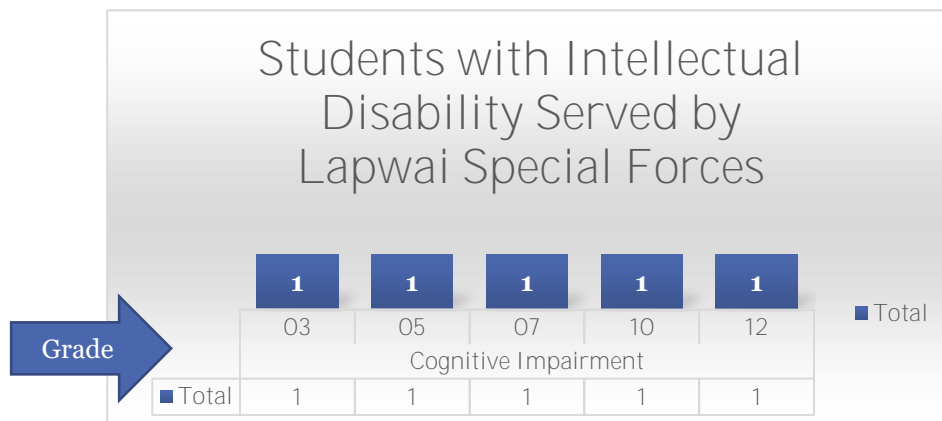 Students with Intellectual
Disability Served by
Lapwai Special Forces
1 1 1 1 1
03 05 07 10 12
Cognitive Impairment
Total 1 1 1 1 1
Total
Grade